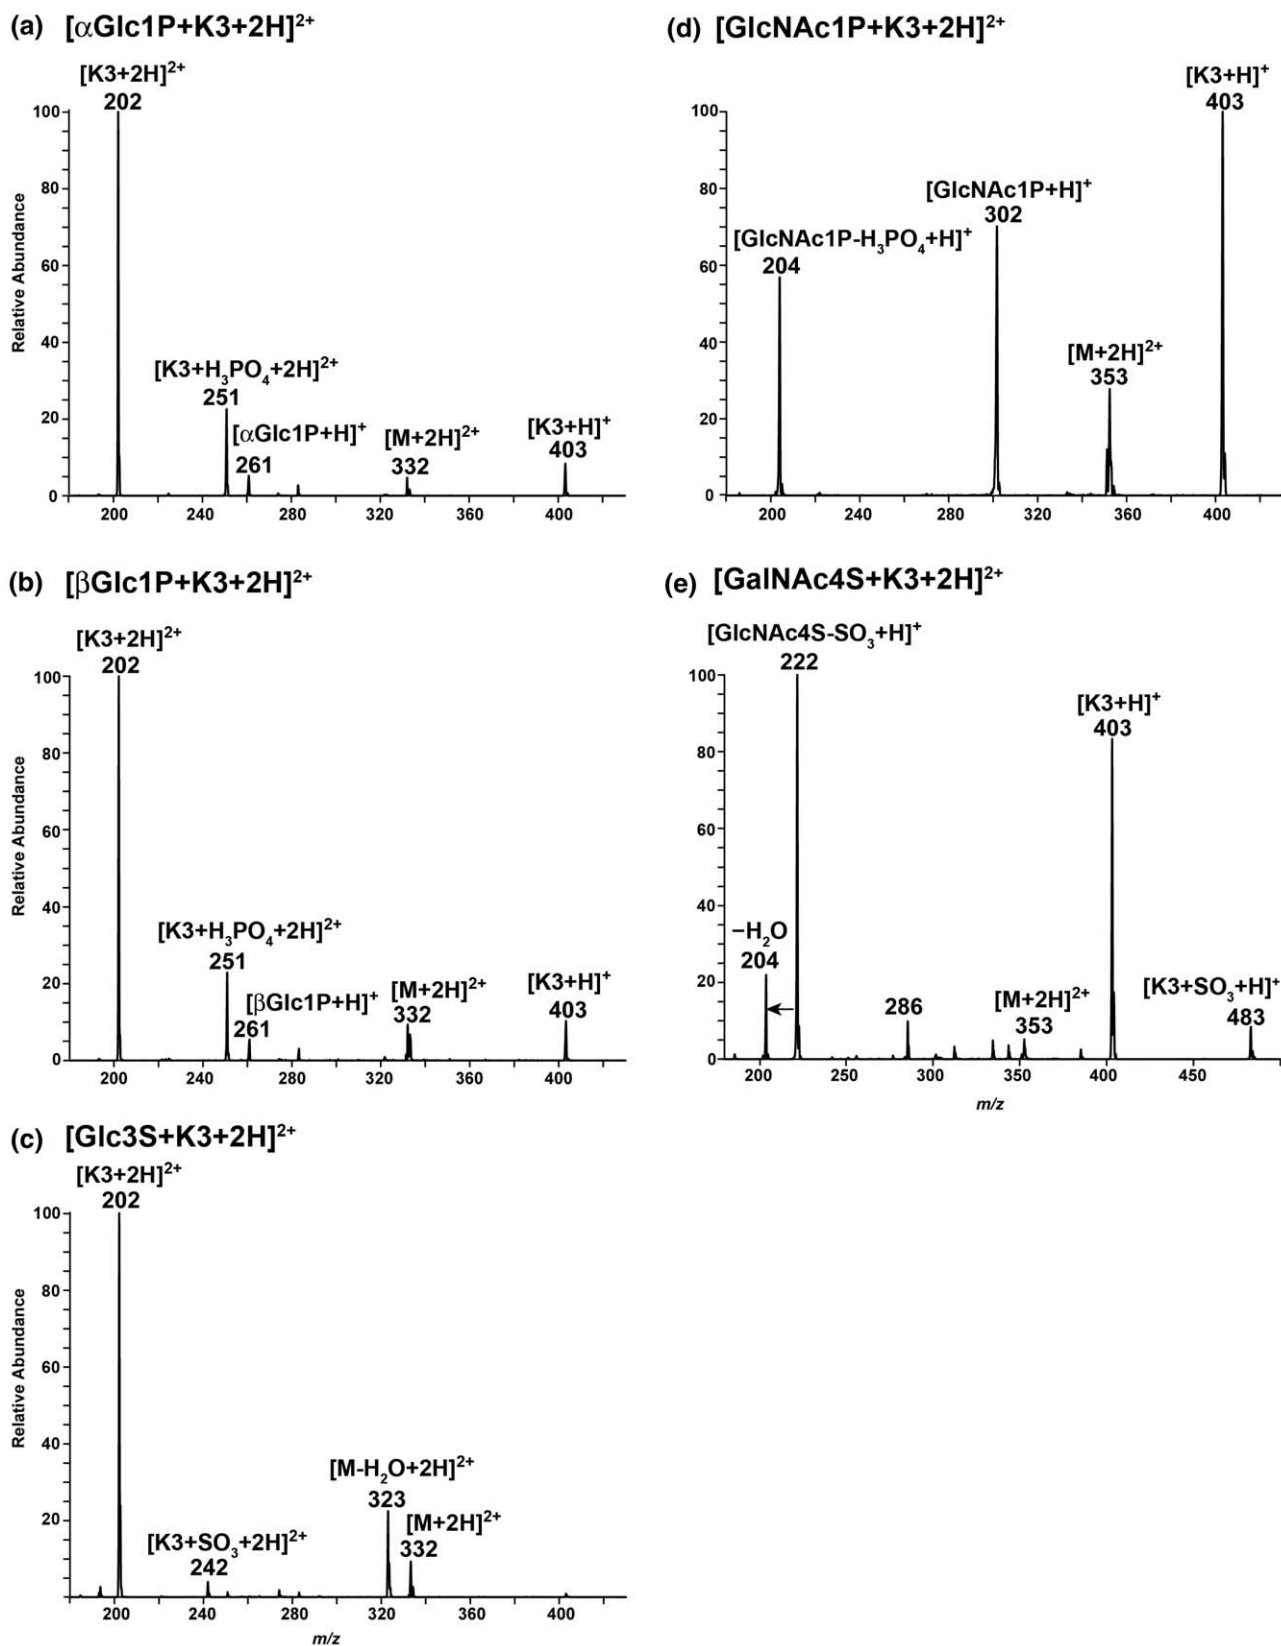 (a) [αGlc1P+K3+2H]²⁺
[K3+2H]²⁺
202
100
80
60
40
20
0
Relative Abundance
[K3+H₃PO₄+2H]²⁺
251
[αGlc1P+H]⁺
261
[M+2H]²⁺
332
[K3+H]⁺
403
200 240 280 320 360 400
(b) [βGlc1P+K3+2H]²⁺
[K3+2H]²⁺
202
100
80
60
40
20
0
Relative Abundance
[K3+H₃PO₄+2H]²⁺
251
[βGlc1P+H]⁺
261
[M+2H]²⁺
332
[K3+H]⁺
403
200 240 280 320 360 400
(c) [Glc3S+K3+2H]²⁺
[K3+2H]²⁺
202
100
80
60
40
20
Relative Abundance
[K3+SO₃+2H]²⁺
242
[M-H₂O+2H]²⁺
323
[M+2H]²⁺
332
200 240 280 320 360 400
m/z
(d) [GlcNAc1P+K3+2H]²⁺
[K3+H]⁺
403
100
80
60
40
20
0
[GlcNAc1P+H]⁺
302
[GlcNAc1P-H₃PO₄+H]⁺
204
[M+2H]²⁺
353
200 240 280 320 360 400
(e) [GalNAc4S+K3+2H]²⁺
[GlcNAc4S-SO₃+H]⁺
222
100
80
60
40
20
0
[K3+H]⁺
403
−H₂O
204
286
[M+2H]²⁺
353
[K3+SO₃+H]⁺
483
200 250 300 350 400 450
m/z